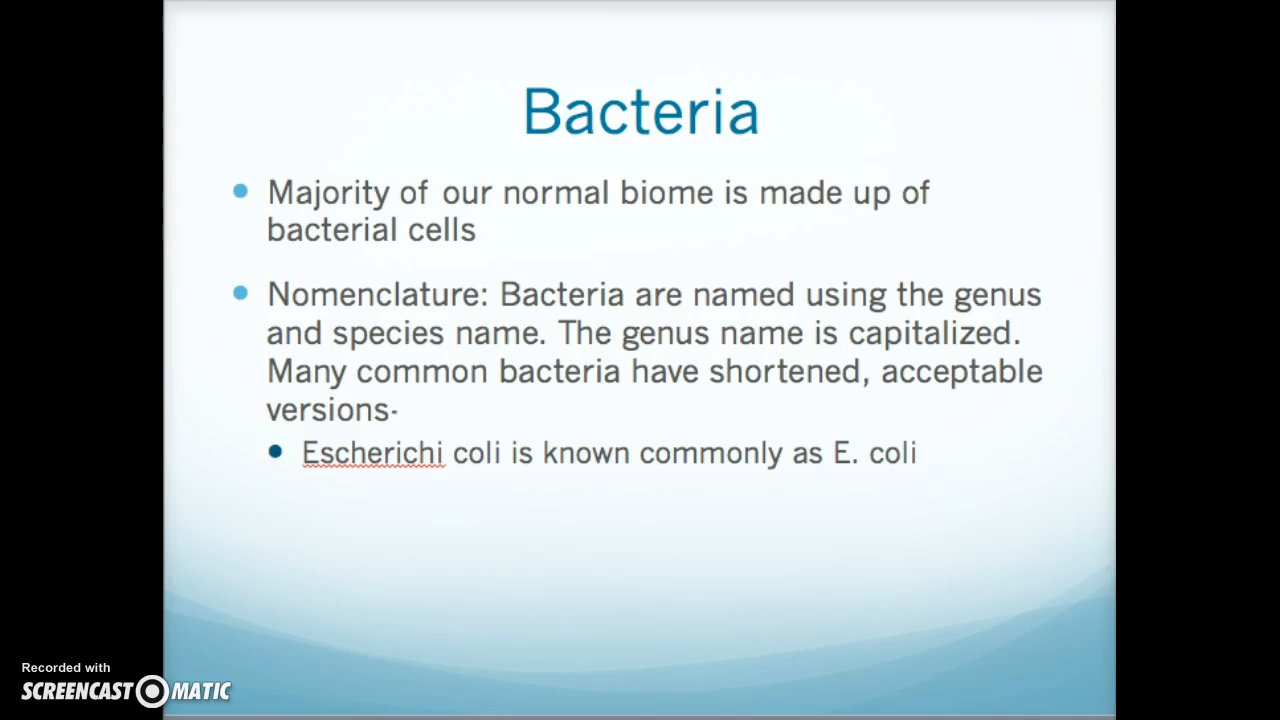 Bacteria
Majority of our normal biome is made up of
bacterial cells
Nomenclature: Bacteria are named using the genus
and species name. The genus name is capitalized.
Many common bacteria have shortened, acceptable
versions-
Escherichi coli is known commonly as E. coli
Recorded with
SCREENCAST MATIC